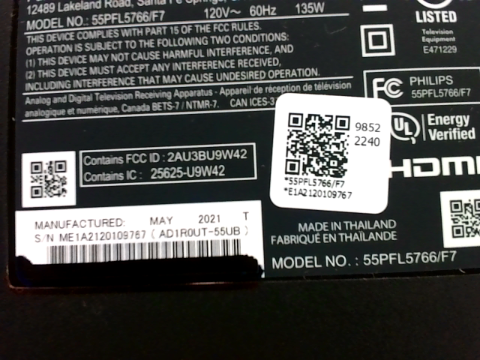 12489 Lakeland Road, Santa Fe Springs,
MODEL NO.: 55PFL5766/F7 120V~ 60Hz 135W
THIS DEVICE COMPLIES WITH PART 15 OF THE FCC RULES.
OPERATION IS SUBJECT TO THE FOLLOWING TWO CONDITIONS:
(1) THIS DEVICE MAY NOT CAUSE HARMFUL INTERFERENCE, AND
(2) THIS DEVICE MUST ACCEPT ANY INTERFERENCE RECEIVED,
INCLUDING INTERFERENCE THAT MAY CAUSE UNDESIRED OPERATION.
Analog and Digital Television Receiving Apparatus - Appareils de réception de télévision
analogique et numérique, Canada BETS-7 / NTMR-7. CAN ICES-3
LISTED
Television
Equipment
E471229
FC PHILIPS
55PFL5766/F7
UL Energy
Verified
HDMI
9852
2240
*55PFL5766/F7
*E1A2120109767
Contains FCC ID : 2AU3BU9W42
Contains IC : 25625-U9W42
MANUFACTURED: MAY 2021 T
S/N ME1A2120109767 ( AD1R0UT-55UB )
MADE IN THAILAND
FABRIQUÉ EN THAÏLANDE
MODEL NO. : 55PFL5766/F7